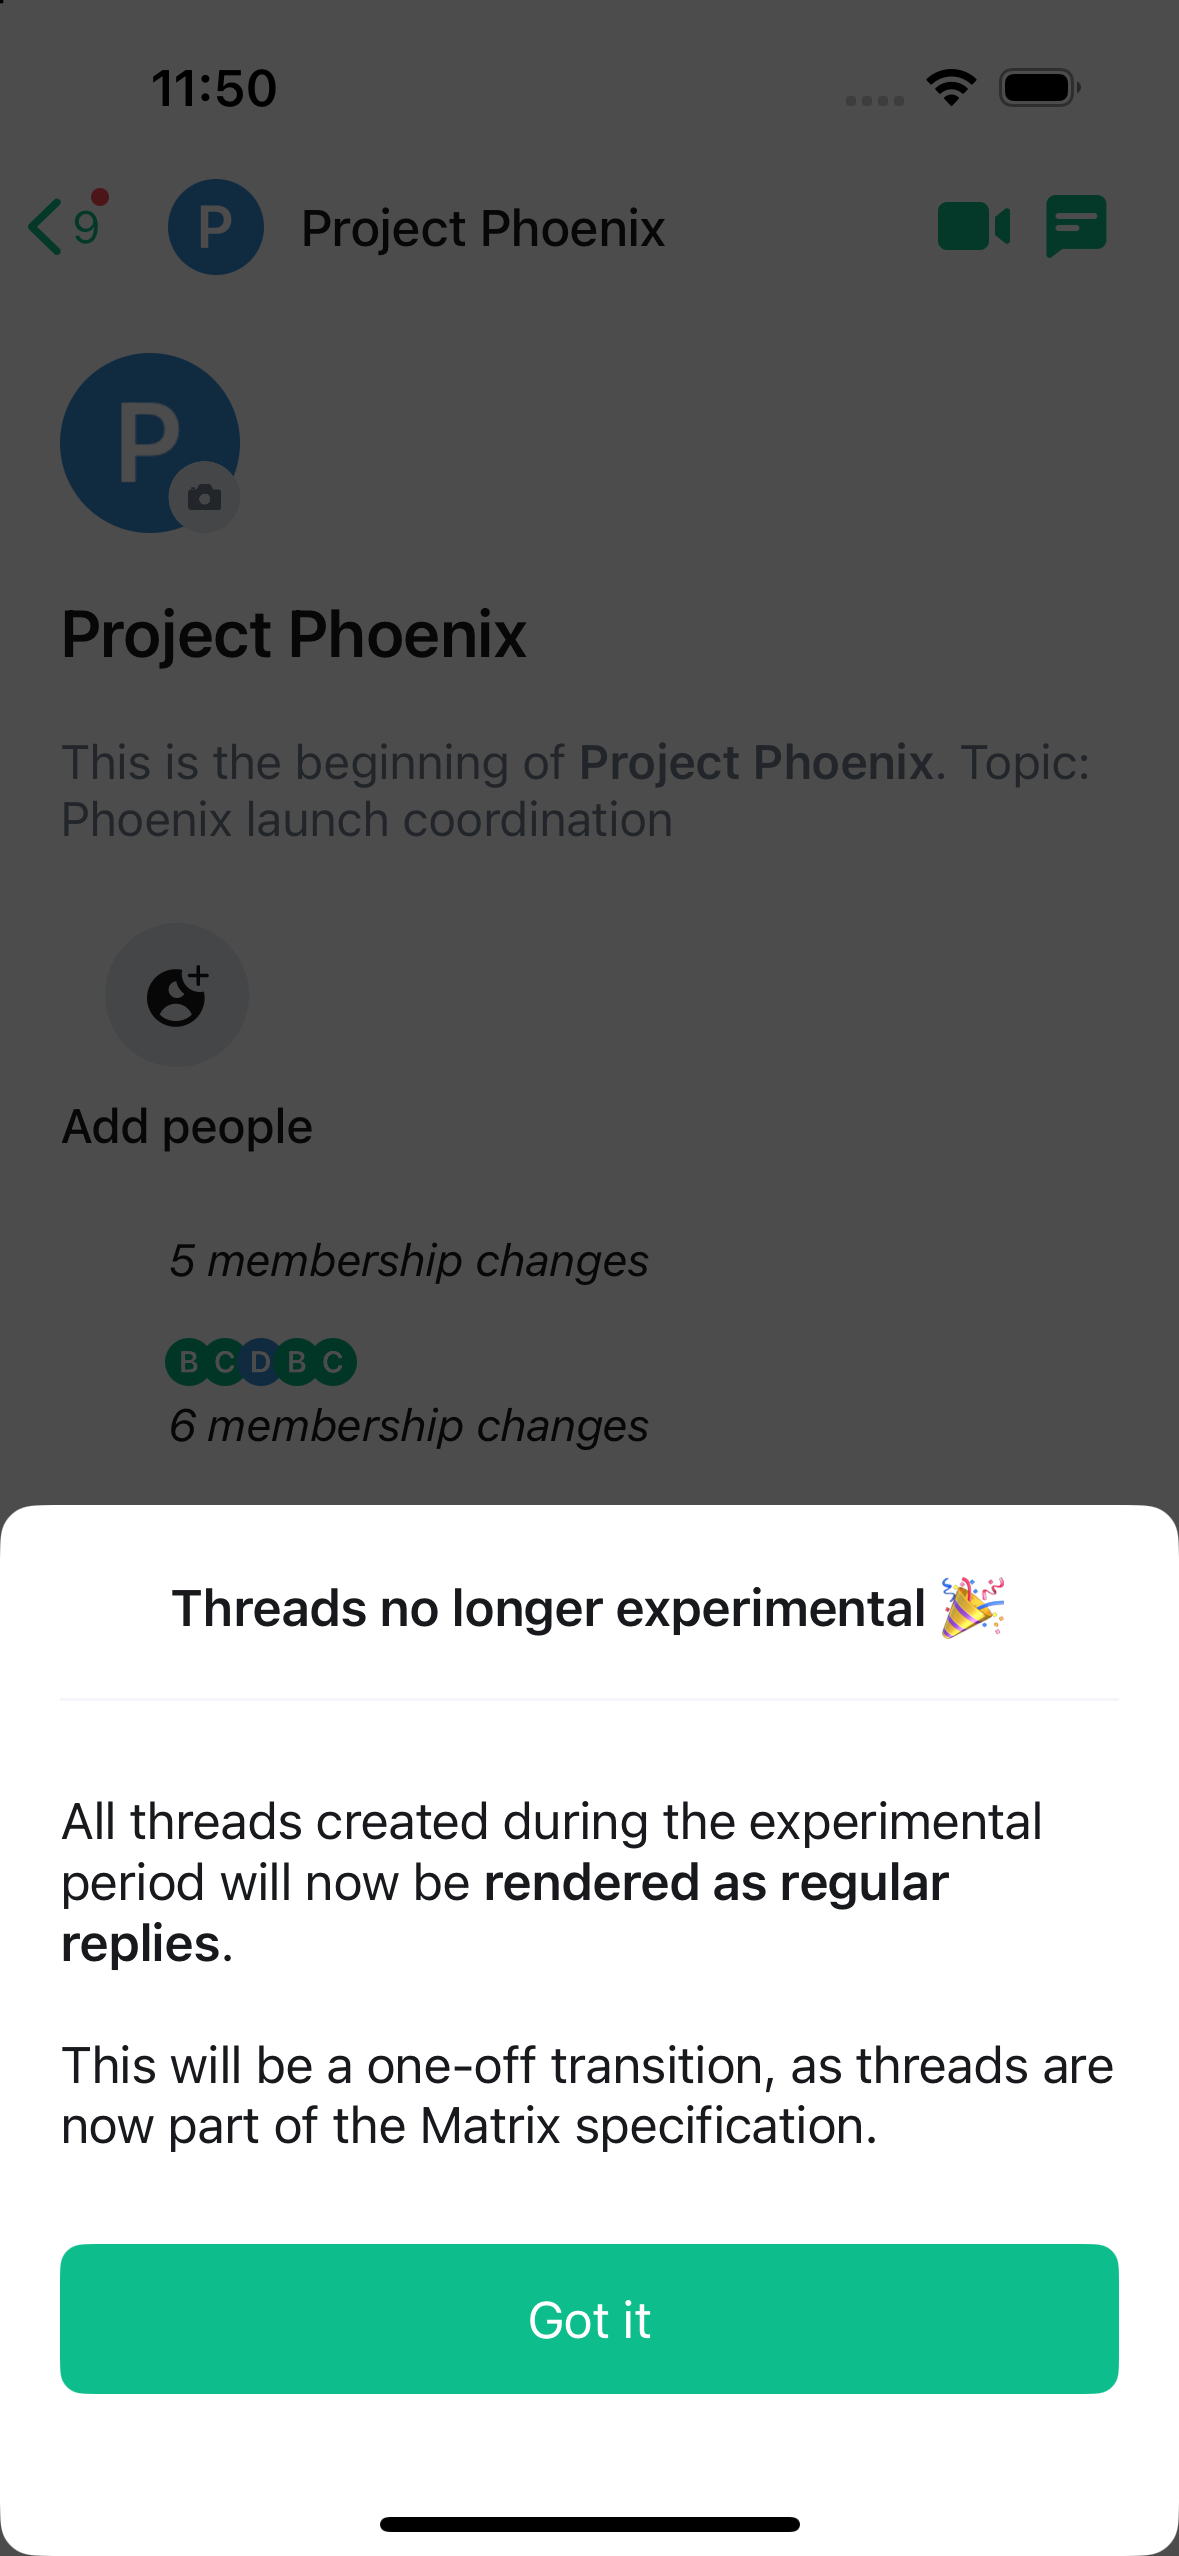 11:50
9
P
Project Phoenix
P
Project Phoenix
This is the beginning of Project Phoenix. Topic:
Phoenix launch coordination
Add people
5 membership changes
B C D B C
6 membership changes
Threads no longer experimental 🎉
All threads created during the experimental
period will now be rendered as regular
replies.
This will be a one-off transition, as threads are
now part of the Matrix specification.
Got it